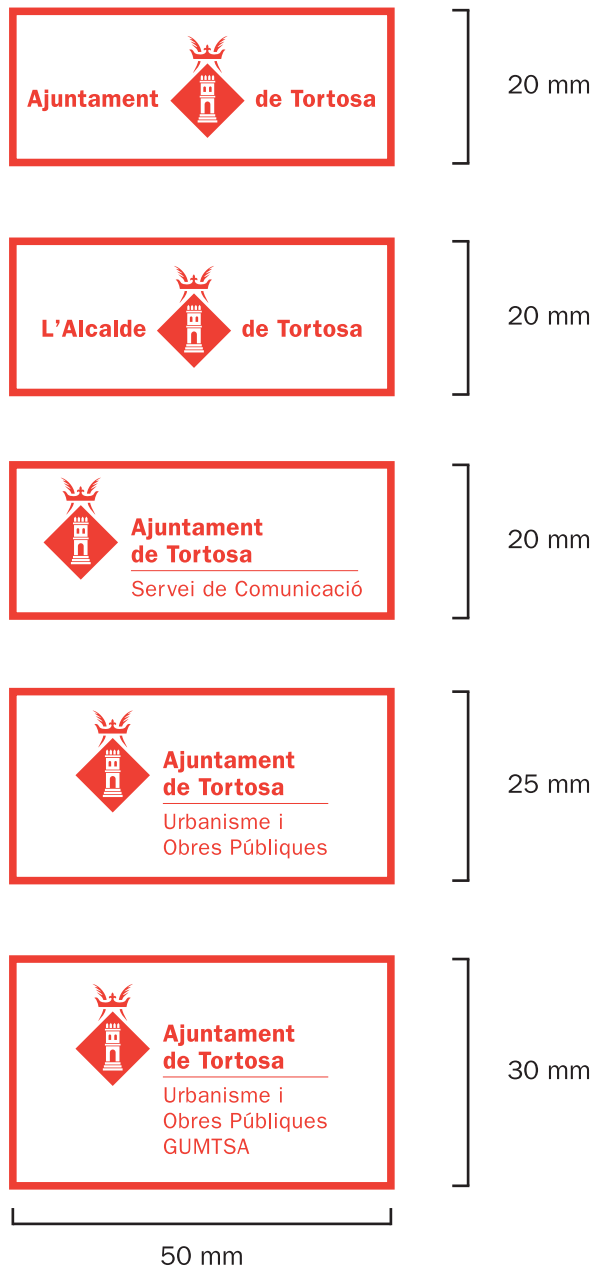 Ajuntament de Tortosa
20 mm
L'Alcalde de Tortosa
20 mm
Ajuntament
de Tortosa
Servei de Comunicació
20 mm
Ajuntament
de Tortosa
Urbanisme i
Obres Públiques
25 mm
Ajuntament
de Tortosa
Urbanisme i
Obres Públiques
GUMTSA
30 mm
50 mm